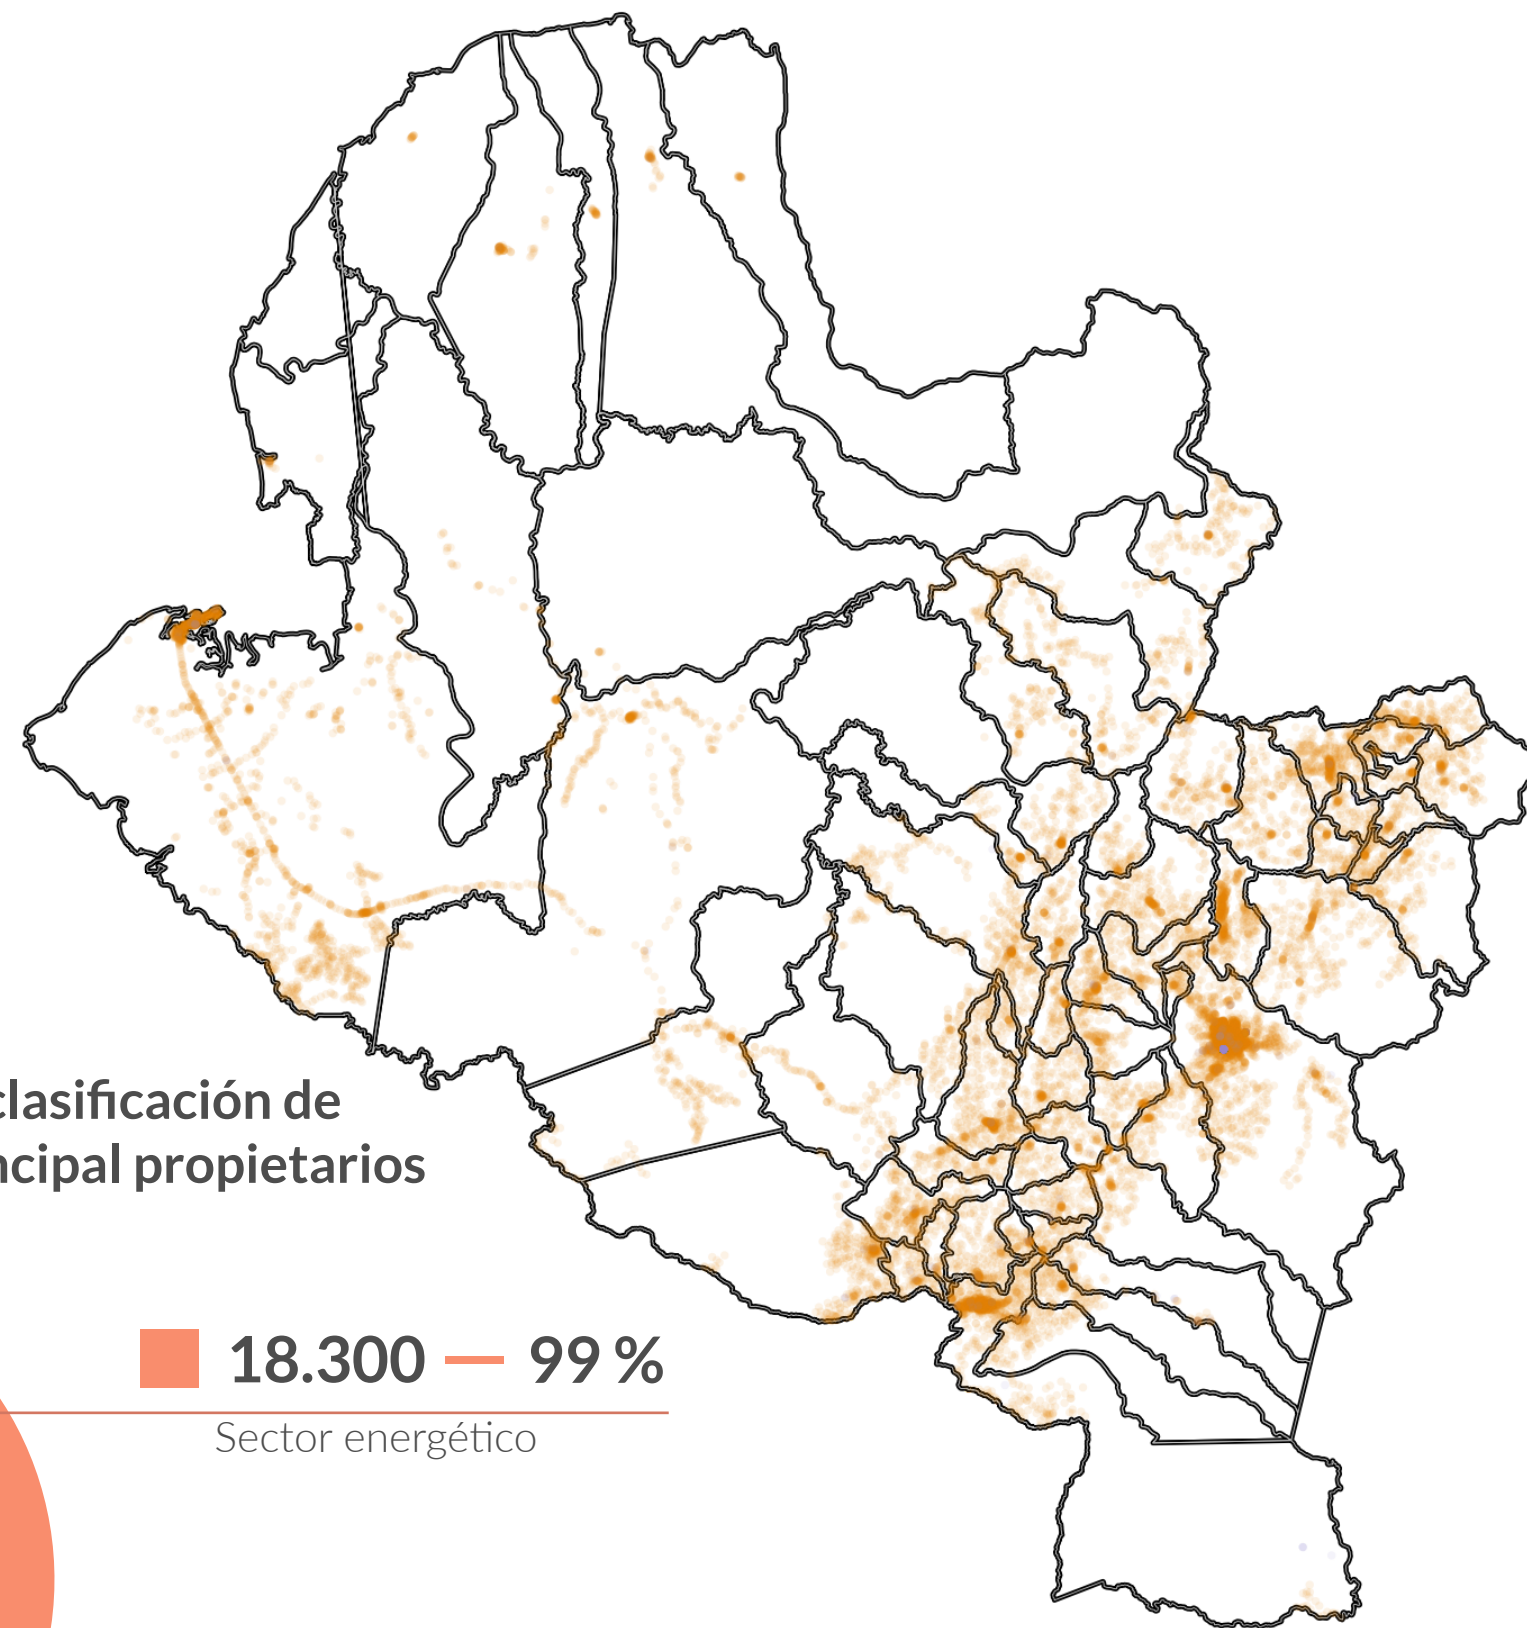 clasificación de
ncipal propietarios
18.300 — 99 %
Sector energético